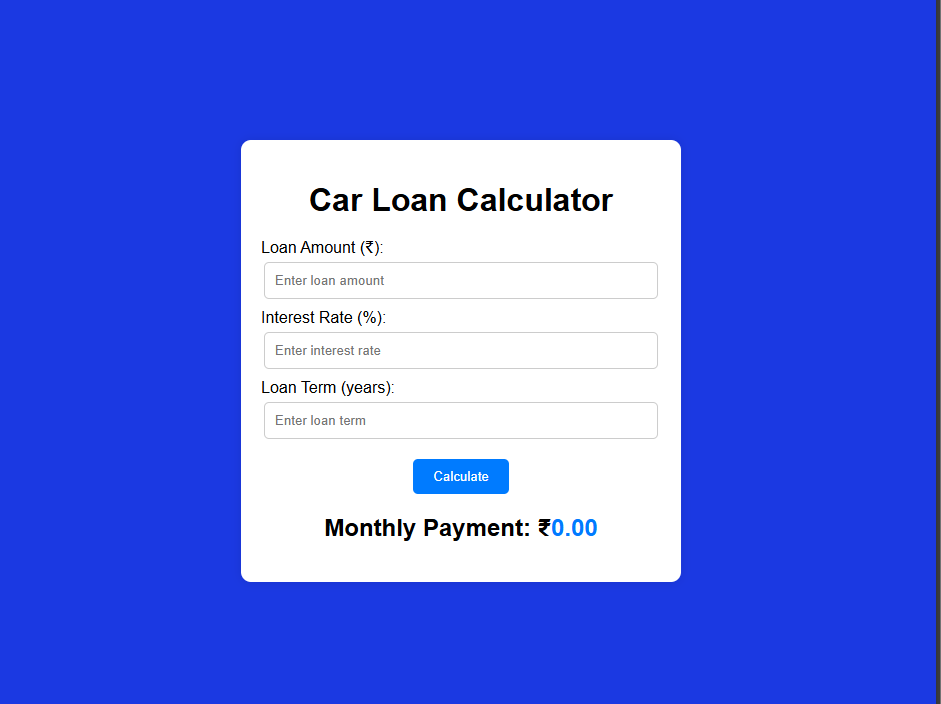 Car Loan Calculator
Loan Amount (₹):
Enter loan amount
Interest Rate (%):
Enter interest rate
Loan Term (years):
Enter loan term
Calculate
Monthly Payment: ₹0.00